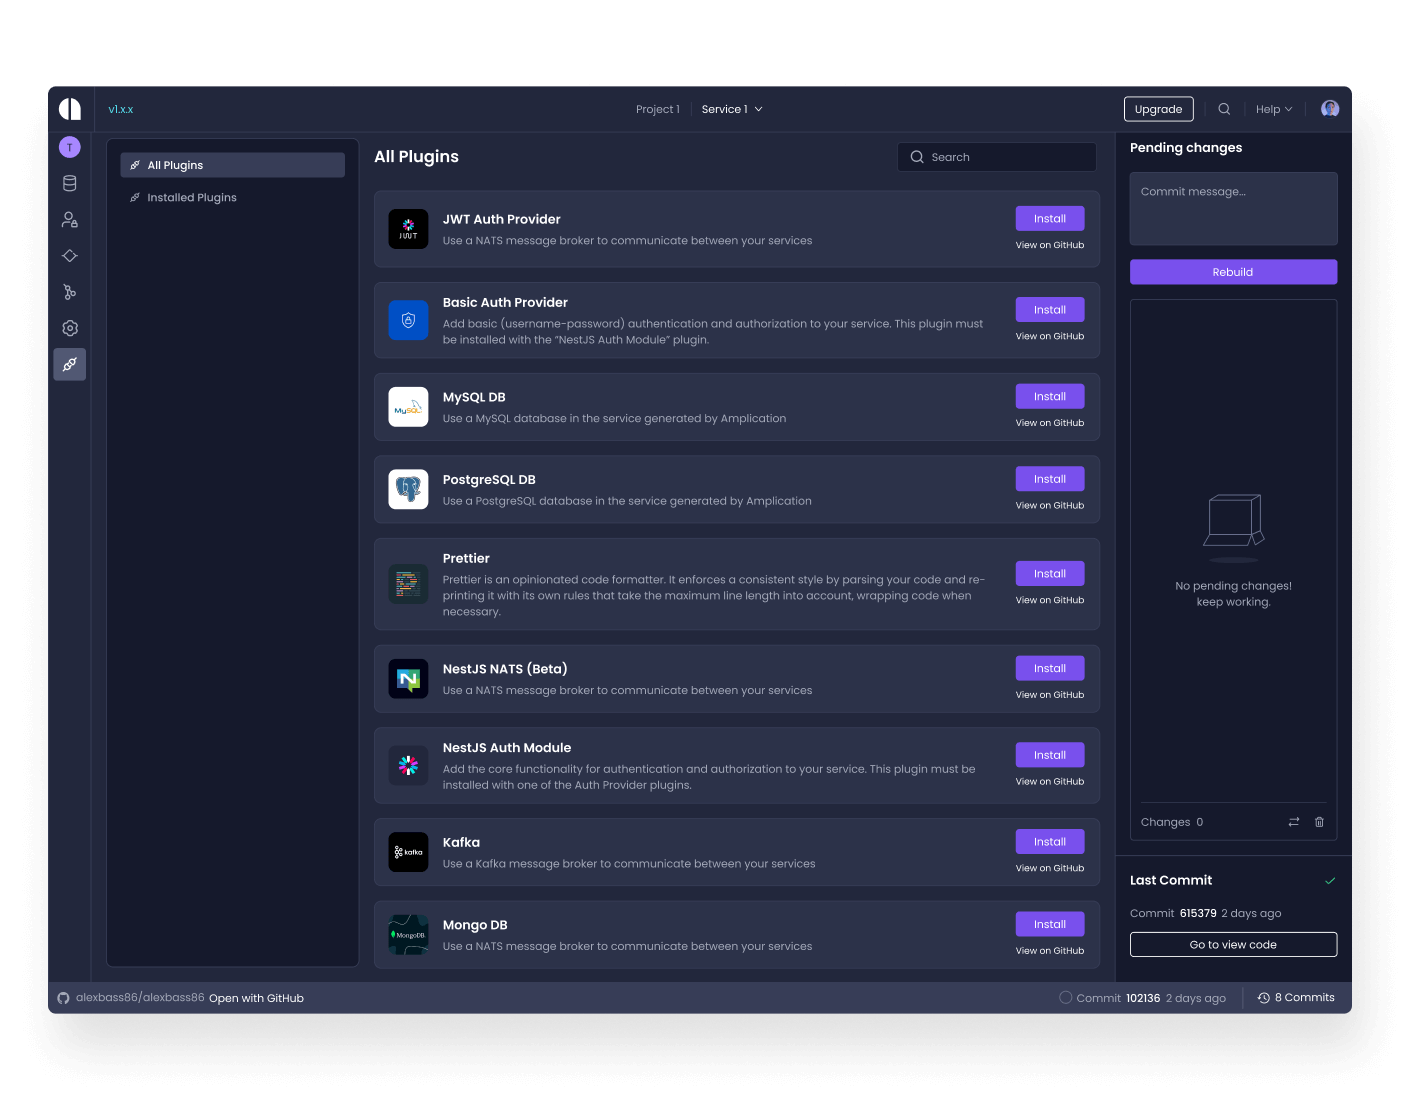 v1.x.x
Project 1
Service 1
Upgrade
Help
T
All Plugins
Installed Plugins
All Plugins
Search
JWT
JWT Auth Provider
Use a NATS message broker to communicate between your services
Install
View on GitHub
Basic Auth Provider
Add basic (username-password) authentication and authorization to your service. This plugin must
be installed with the “NestJS Auth Module” plugin.
Install
View on GitHub
MySQL
MySQL DB
Use a MySQL database in the service generated by Amplication
Install
View on GitHub
PostgreSQL DB
Use a PostgreSQL database in the service generated by Amplication
Install
View on GitHub
Prettier
Prettier is an opinionated code formatter. It enforces a consistent style by parsing your code and re-
printing it with its own rules that take the maximum line length into account, wrapping code when
necessary.
Install
View on GitHub
N
NestJS NATS (Beta)
Use a NATS message broker to communicate between your services
Install
View on GitHub
NestJS Auth Module
Add the core functionality for authentication and authorization to your service. This plugin must be
installed with one of the Auth Provider plugins.
Install
View on GitHub
kafka
Kafka
Use a Kafka message broker to communicate between your services
Install
View on GitHub
MongoDB.
Mongo DB
Use a NATS message broker to communicate between your services
Install
View on GitHub
Pending changes
Commit message...
Rebuild
No pending changes!
keep working.
Changes 0
Last Commit
Commit 615379 2 days ago
Go to view code
alexbass86/alexbass86 Open with GitHub
Commit 102136 2 days ago
8 Commits